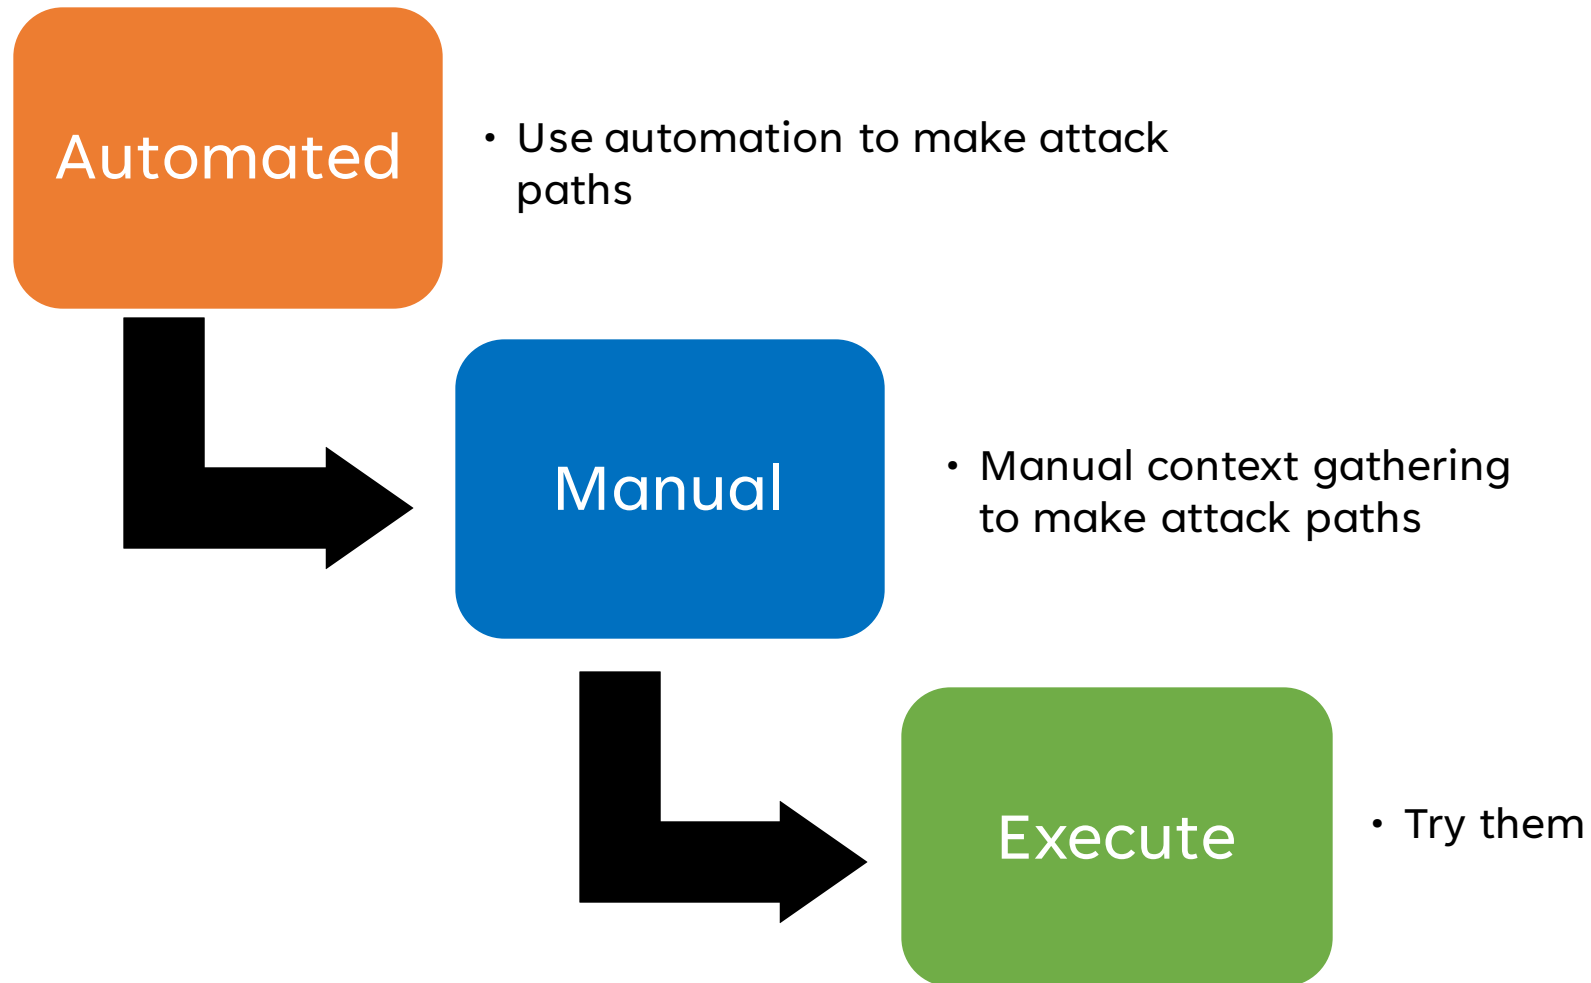 Automated
• Use automation to make attack
paths
Manual
• Manual context gathering
to make attack paths
Execute
• Try them